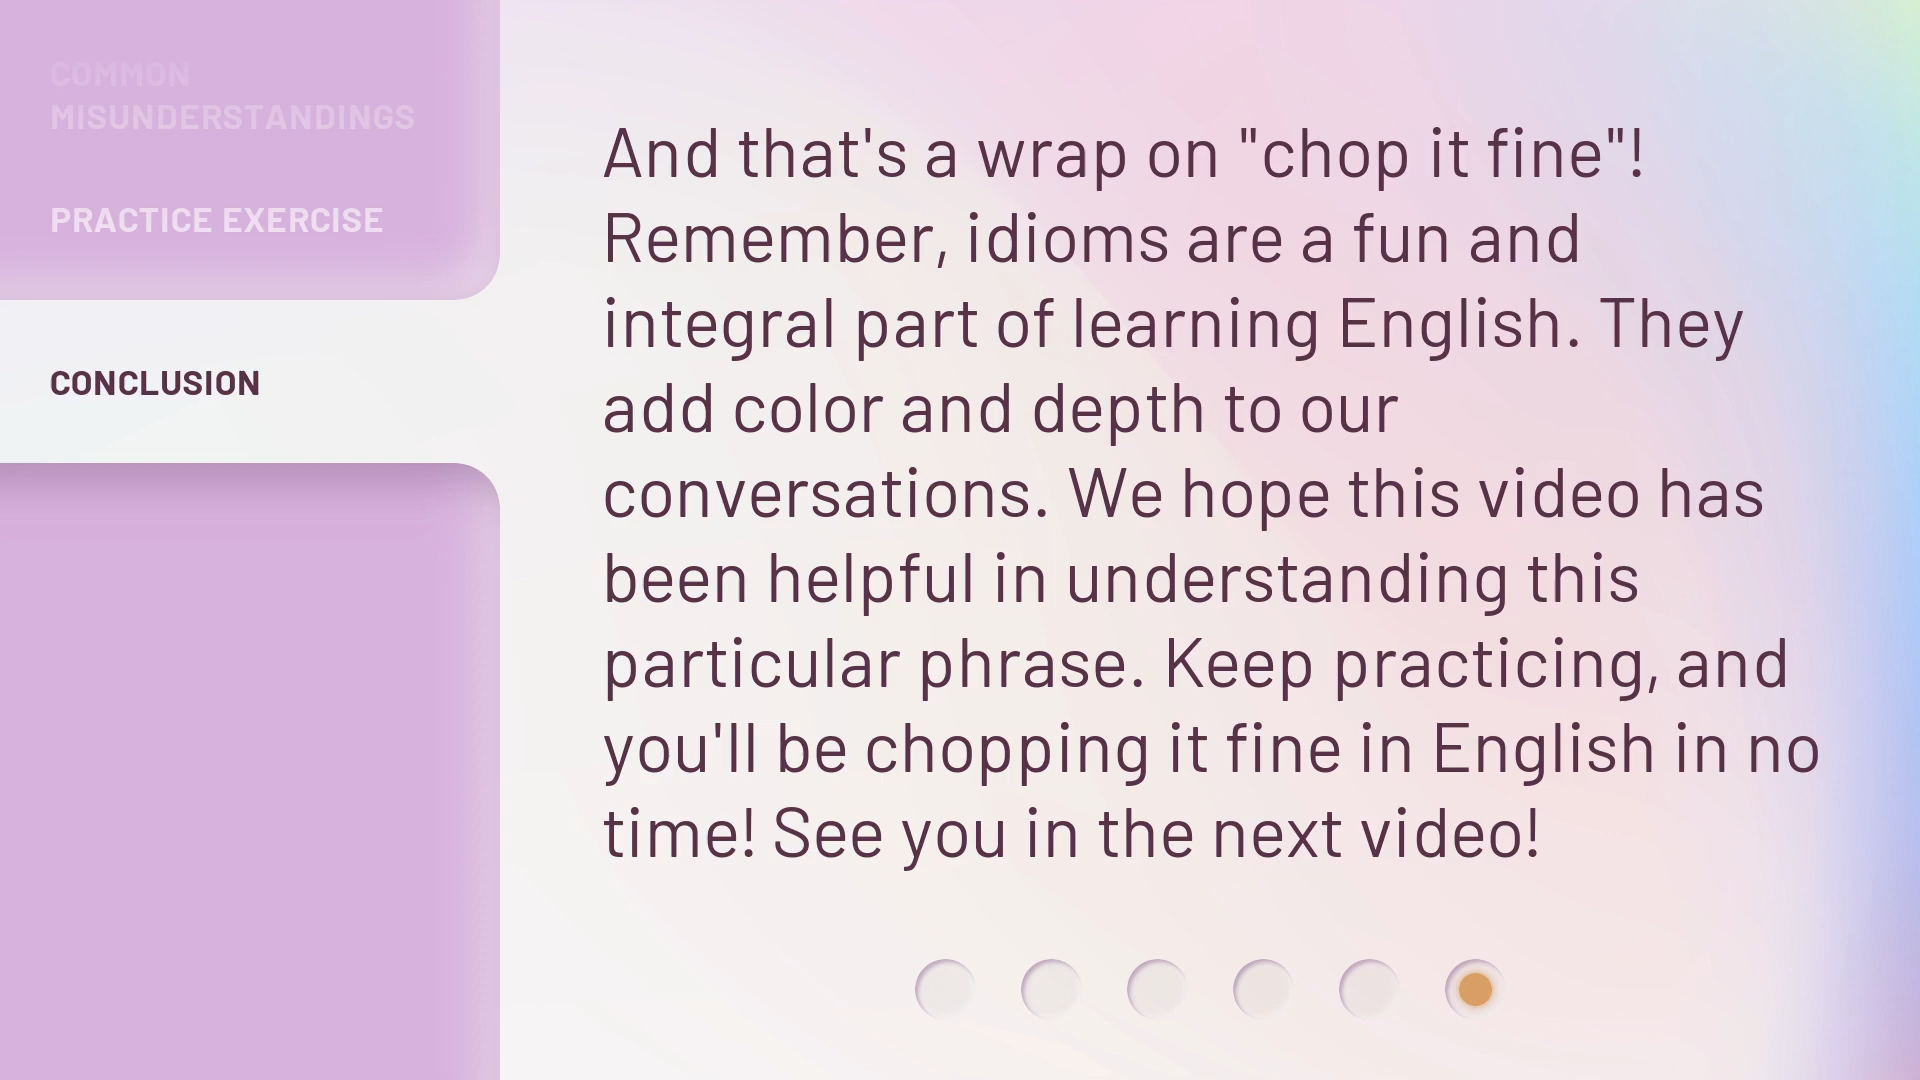 COMMON
MISUNDERSTANDINGS
PRACTICE EXERCISE
CONCLUSION
And that's a wrap on "chop it fine"!
Remember, idioms are a fun and
integral part of learning English. They
add color and depth to our
conversations. We hope this video has
been helpful in understanding this
particular phrase. Keep practicing, and
you'll be chopping it fine in English in no
time! See you in the next video!